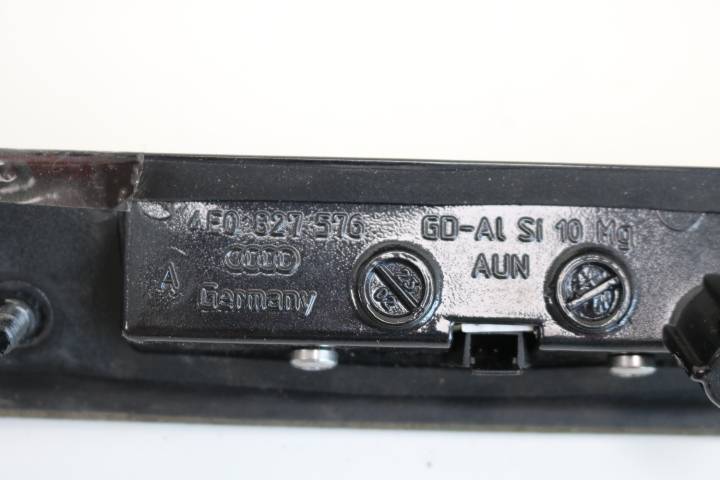 4F0 827 576
GD-Al Si 10 Mg
AUN
A
Germany